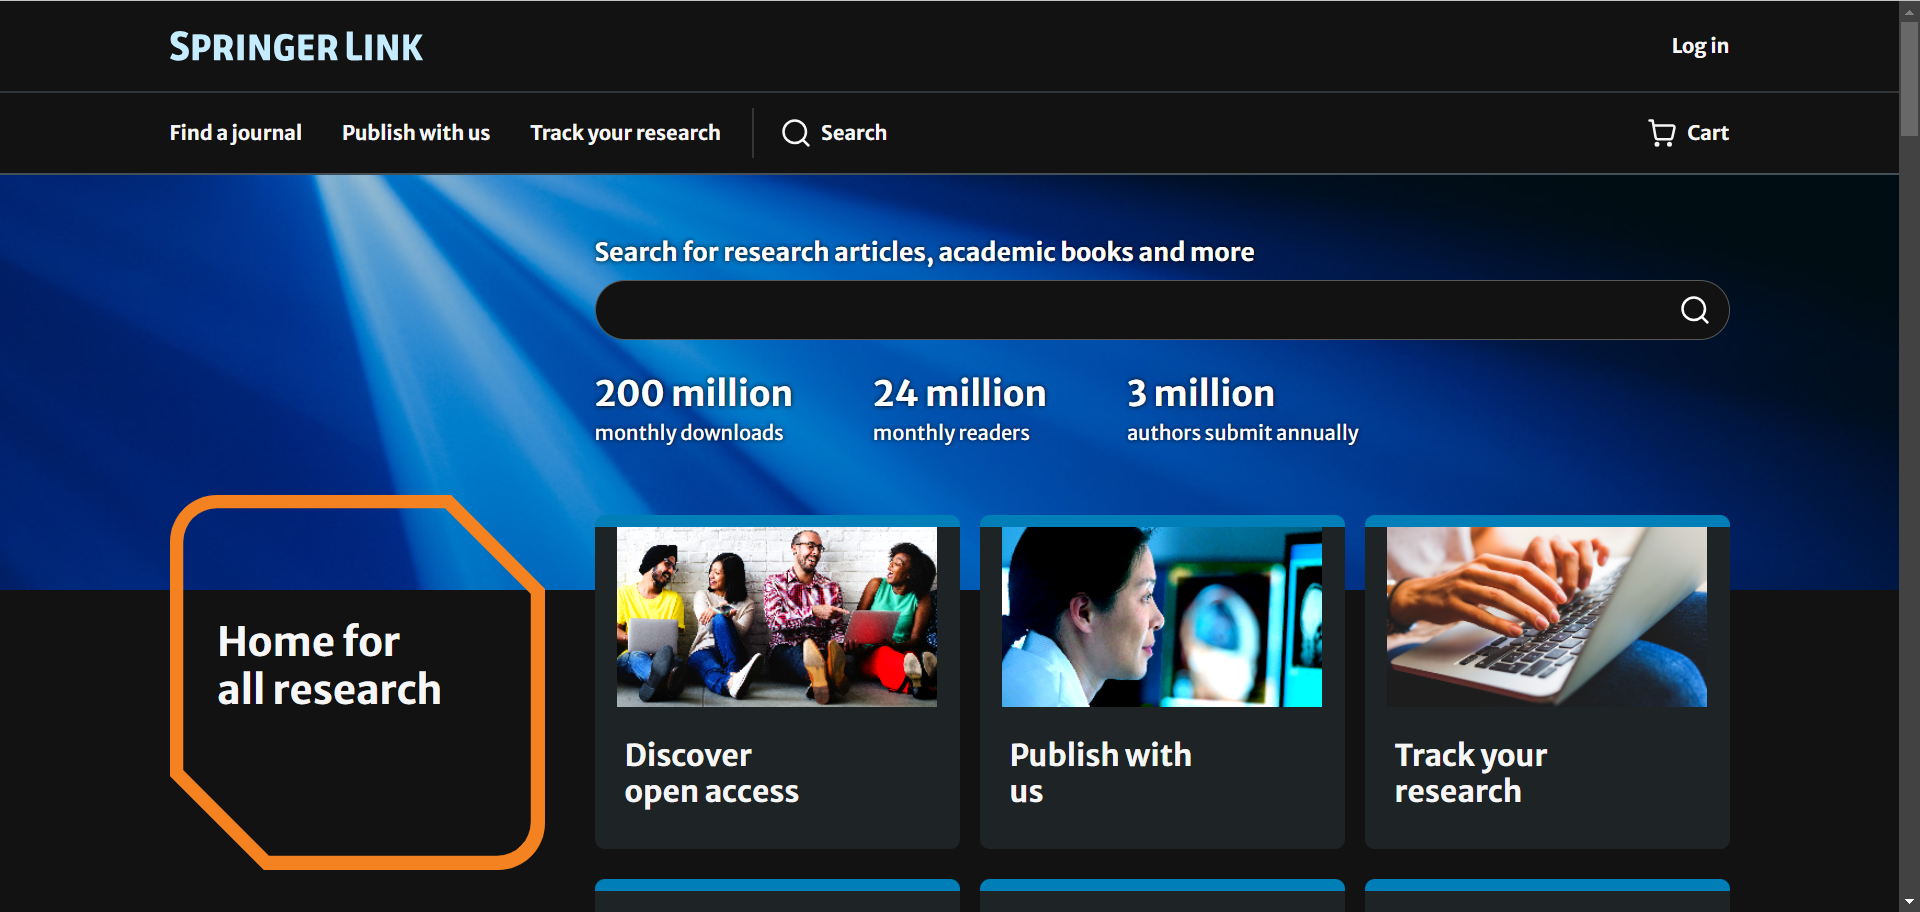 SPRINGER LINK
Log in
Find a journal
Publish with us
Track your research
Search
Cart
Search for research articles, academic books and more
200 million
monthly downloads
24 million
monthly readers
3 million
authors submit annually
Home for
all research
Discover
open access
Publish with
us
Track your
research